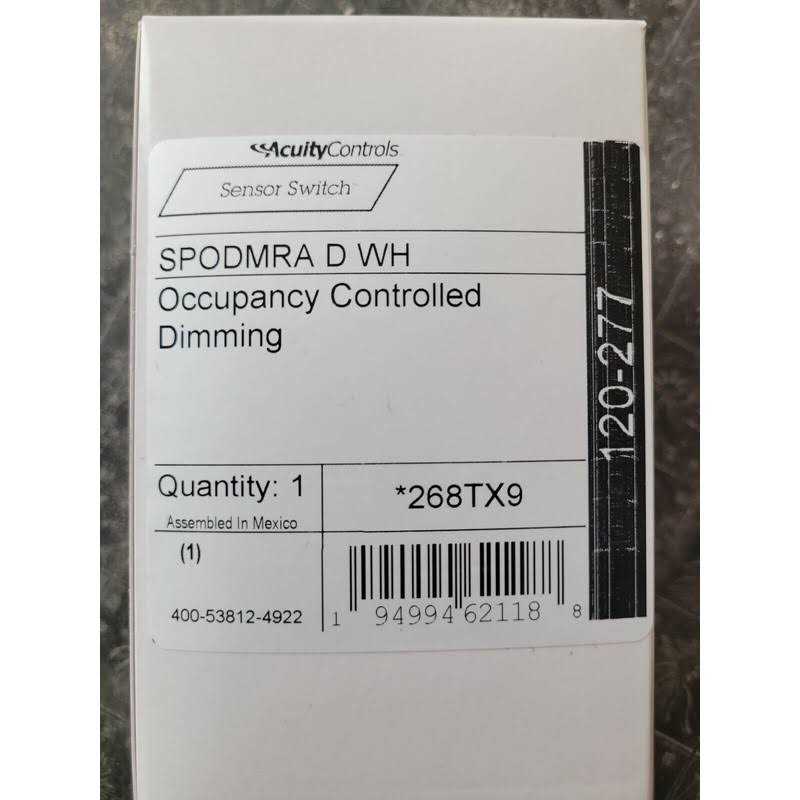 AcuityControls
Sensor Switch™
SPODMRA D WH
Occupancy Controlled
Dimming
120-277
Quantity: 1
Assembled In Mexico
*268TX9
(1)
400-53812-4922
1 94994 62118 8